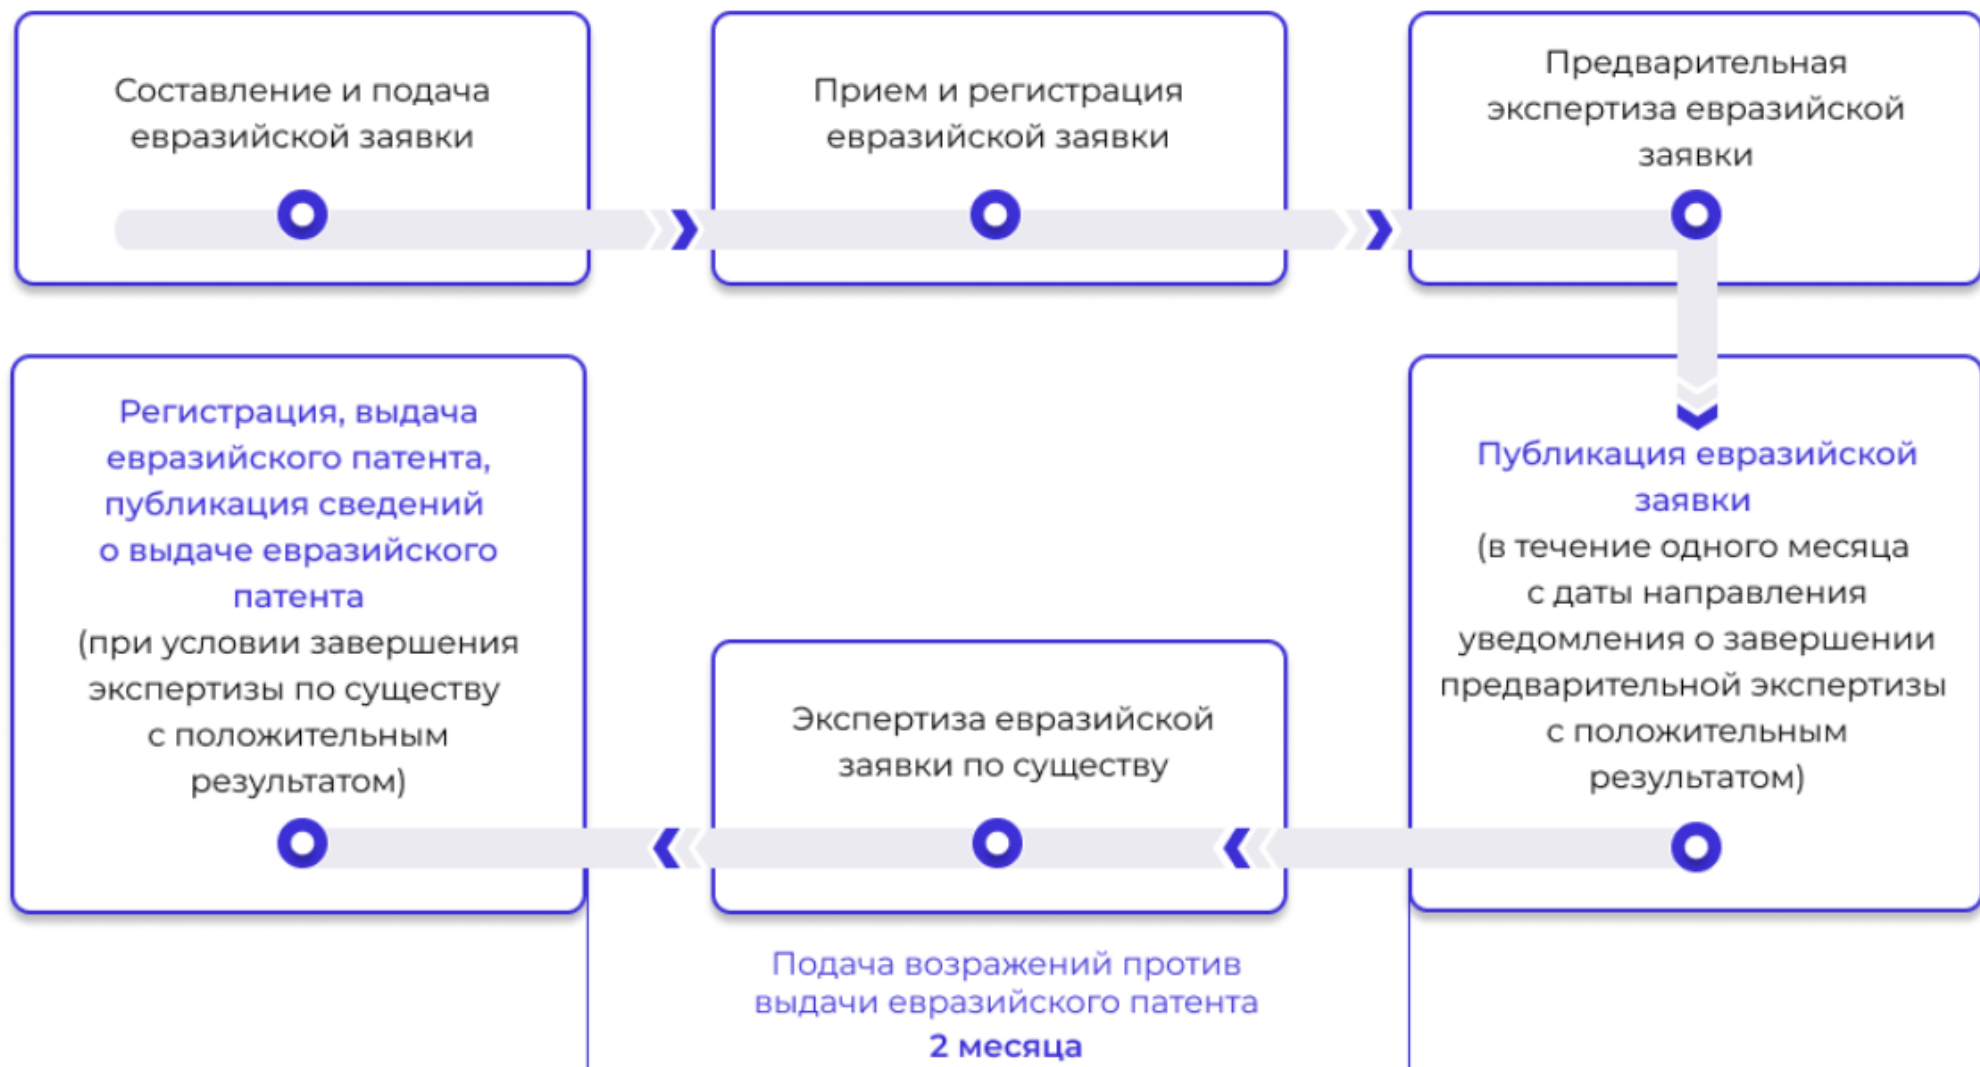 Составление и подача
евразийской заявки
Прием и регистрация
евразийской заявки
Предварительная
экспертиза евразийской
заявки
Публикация евразийской
заявки
(в течение одного месяца
с даты направления
уведомления о завершении
предварительной экспертизы
с положительным
результатом)
Экспертиза евразийской
заявки по существу
Регистрация, выдача
евразийского патента,
публикация сведений
о выдаче евразийского
патента
(при условии завершения
экспертизы по существу
с положительным
результатом)
Подача возражений против
выдачи евразийского патента
2 месяца